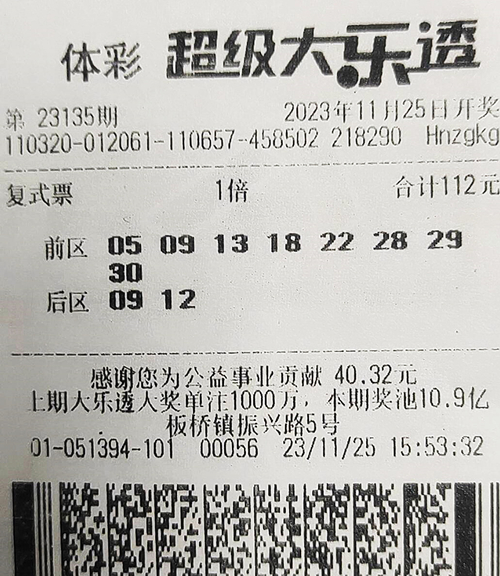 体彩 超级大乐透
第 23135期 2023年11月25日开奖
110320-012061-110657-458502 218290 Hnzgkg
复式票 1倍 合计112元
前区 05 09 13 18 22 28 29
30
后区 09 12
感谢您为公益事业贡献 40.32元
上期大乐透大奖单注1000万，本期奖池10.9亿
板桥镇振兴路5号
01-051394-101 00056 23/11/25 15:53:32